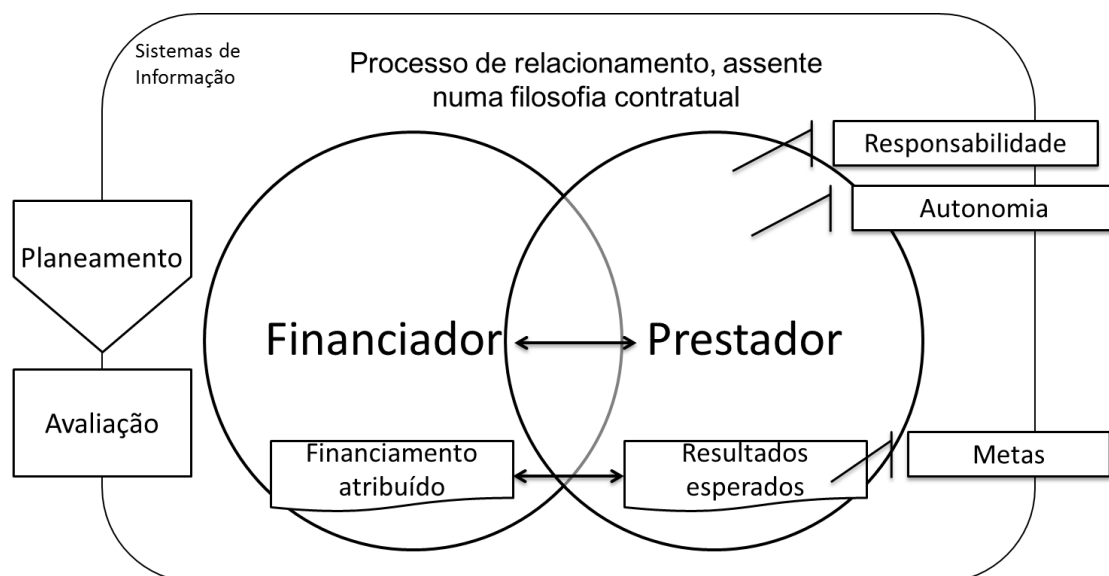 Sistemas de
Informação
Processo de relacionamento, assente
numa filosofia contratual
Responsabilidade
Autonomia
Planeamento
Financiador
Prestador
Avaliação
Financiamento
atribuído
Resultados
esperados
Metas